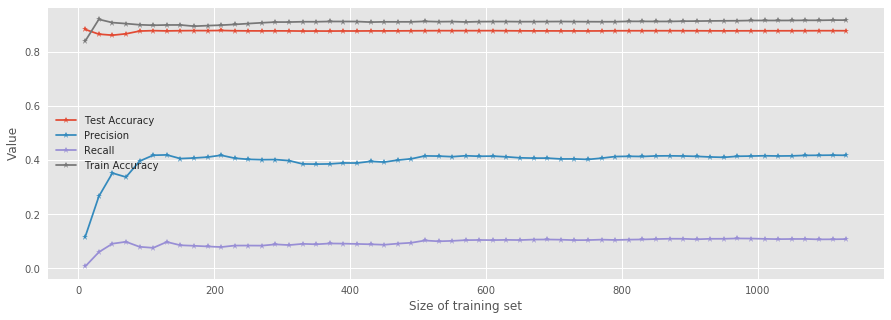 0.8
0.6
0.4
0.2
0.0
Value
Test Accuracy
Precision
Recall
Train Accuracy
0 200 400 600 800 1000
Size of training set